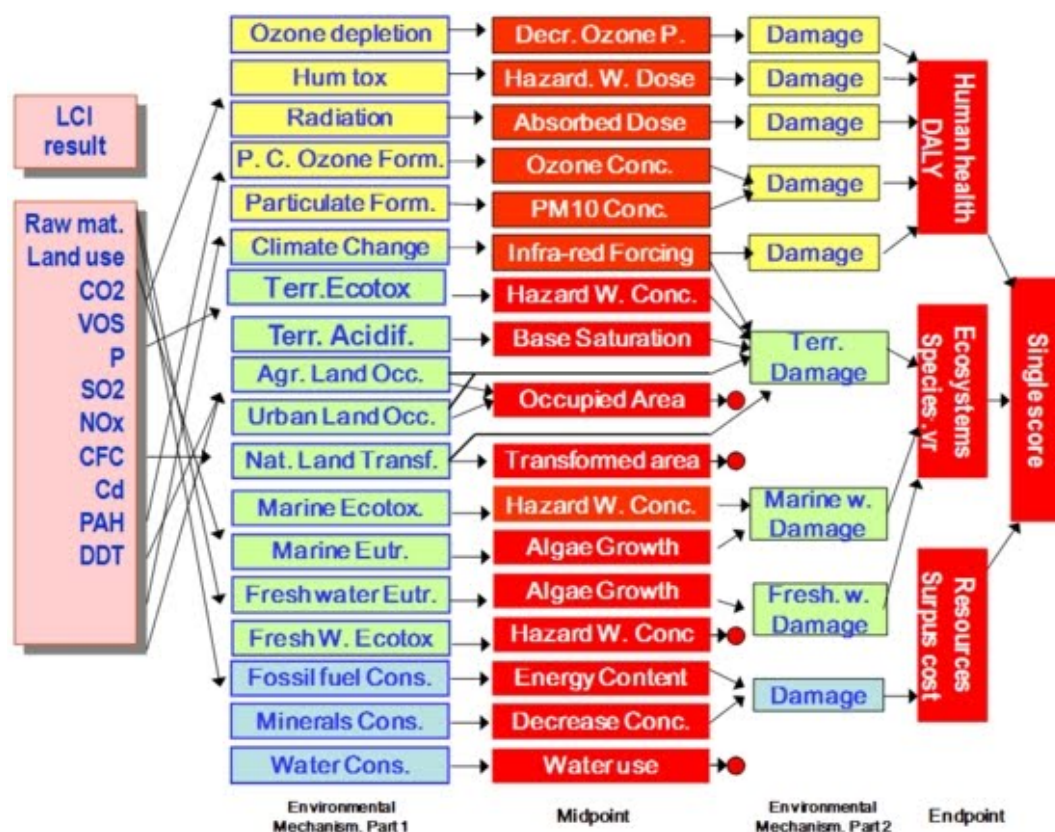 LCI
result
Raw mat.
Land use
CO2
VOS
P
SO2
NOx
CFC
Cd
PAH
DDT
Ozone depletion
Hum tox
Radiation
P. C. Ozone Form.
Particulate Form.
Climate Change
Terr.Ecotox
Terr. Acidif.
Agr. Land Occ.
Urban Land Occ.
Nat. Land Transf.
Marine Ecotox.
Marine Eutr.
Freshwater Eutr.
Fresh W. Ecotox
Fossil fuel Cons.
Minerals Cons.
Water Cons.
Environmental
Mechanism. Part 1
Decr. Ozone P.
Hazard. W. Dose
Absorbed Dose
Ozone Conc.
PM10 Conc.
Infra-red Forcing
Hazard W. Conc.
Base Saturation
Occupied Area
Transformed area
Hazard W. Conc.
Algae Growth
Algae Growth
Hazard W. Conc
Energy Content
Decrease Conc.
Water use
Midpoint
Damage
Damage
Damage
Damage
Damage
Terr.
Damage
Marine w.
Damage
Fresh. w.
Damage
Damage
Environmental
Mechanism. Part 2
Human health
DALY
Ecosystems
Species. yr
Resources
Surpus cost
Endpoint
Single score